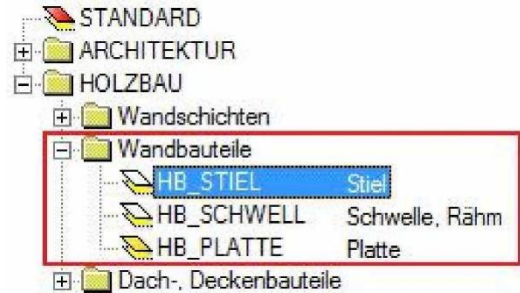 STANDARD
ARCHITEKTUR
HOLZBAU
Wandschichten
Wandbauteile
HB_STIEL Stiel
HB_SCHWELL Schwelle, Rähm
HB_PLATTE Platte
Dach-, Deckenbauteile